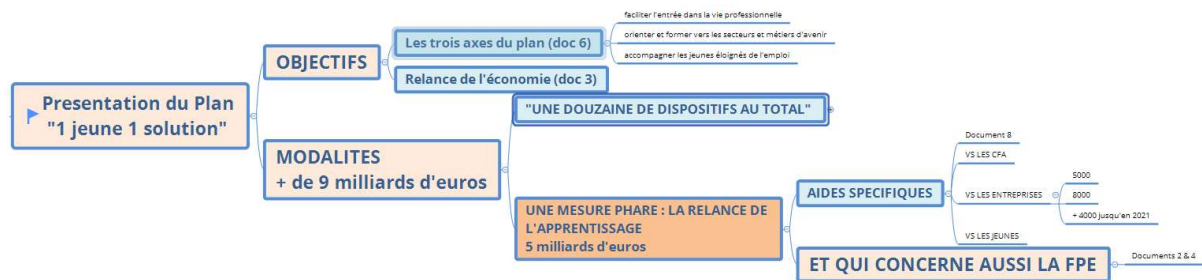 Presentation du Plan
"1 jeune 1 solution"
OBJECTIFS
Les trois axes du plan (doc 6)
faciliter l'entrée dans la vie professionnelle
orienter et former vers les secteurs et métiers d'avenir
accompagner les jeunes éloignés de l'emploi
Relance de l'économie (doc 3)
MODALITES
+ de 9 milliards d'euros
"UNE DOUZAINE DE DISPOSITIFS AU TOTAL"
UNE MESURE PHARE : LA RELANCE DE
L'APPRENTISSAGE
5 milliards d'euros
AIDES SPECIFIQUES
Document 8
VS LES CFA
VS LES ENTREPRISES
5000
8000
+ 4000 jusqu'en 2021
VS LES JEUNES
ET QUI CONCERNE AUSSI LA FPE
Documents 2 & 4